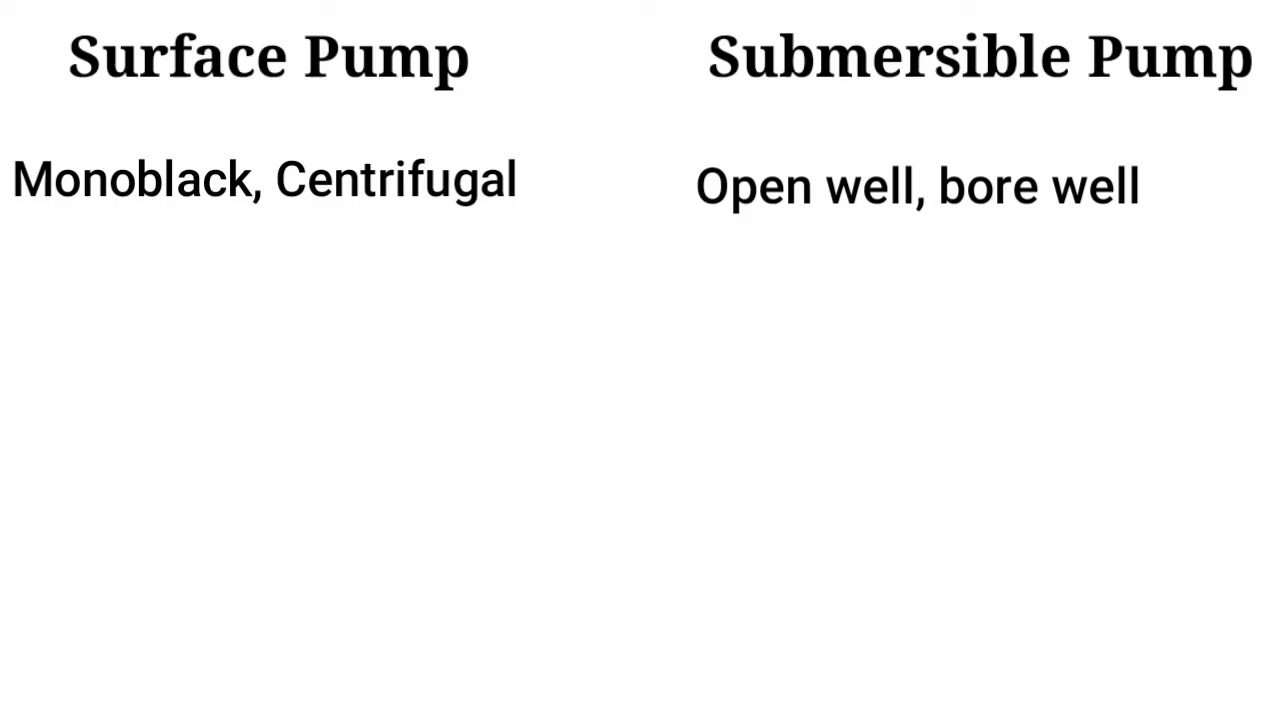 Surface Pump
Submersible Pump
Monoblack, Centrifugal
Open well, bore well